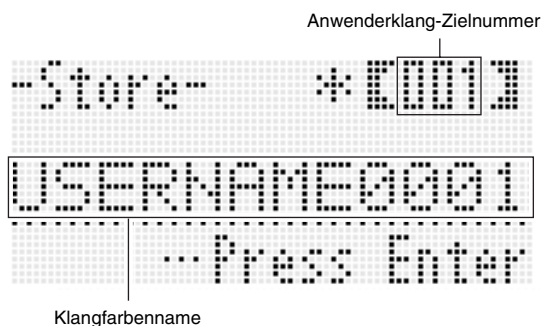 Anwenderklang-Zielnummer
-Store- *【001】
USERNAME0001
…Press Enter
Klangfarbenname